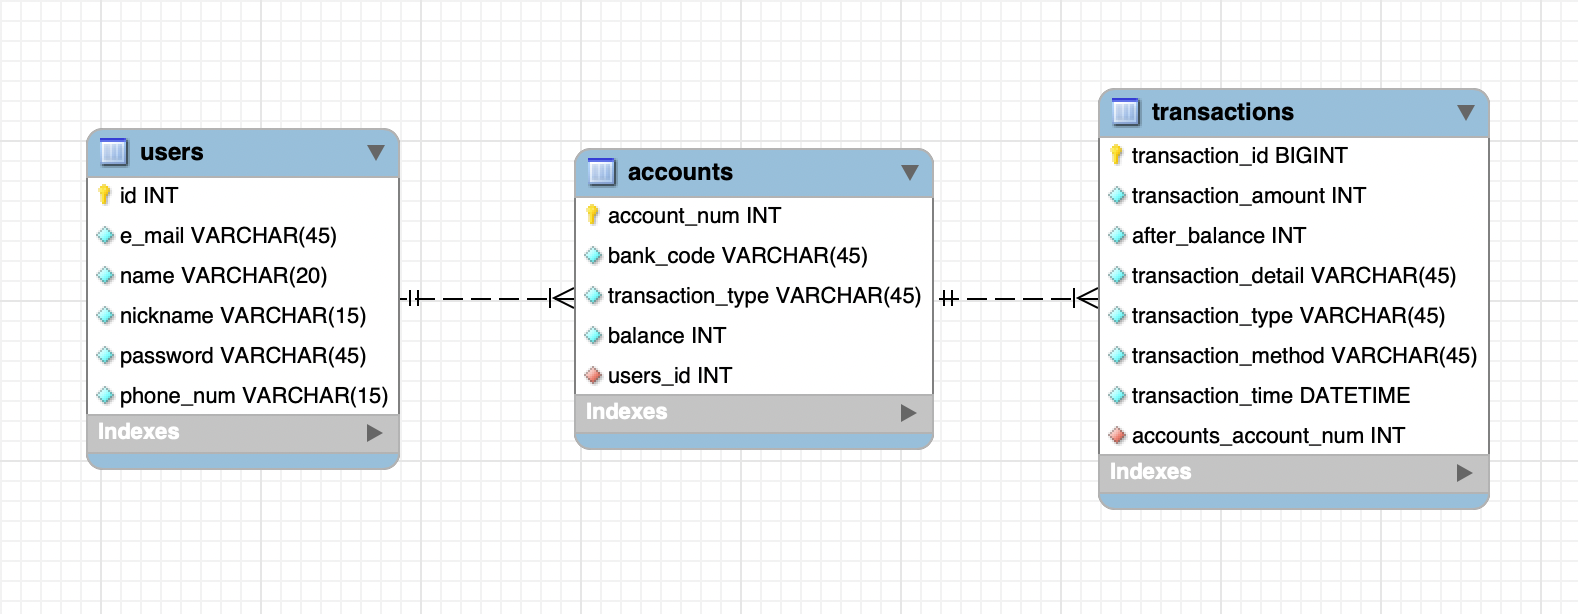 users
id INT
e_mail VARCHAR(45)
name VARCHAR(20)
nickname VARCHAR(15)
password VARCHAR(45)
phone_num VARCHAR(15)
Indexes
accounts
account_num INT
bank_code VARCHAR(45)
transaction_type VARCHAR(45)
balance INT
users_id INT
Indexes
transactions
transaction_id BIGINT
transaction_amount INT
after_balance INT
transaction_detail VARCHAR(45)
transaction_type VARCHAR(45)
transaction_method VARCHAR(45)
transaction_time DATETIME
accounts_account_num INT
Indexes